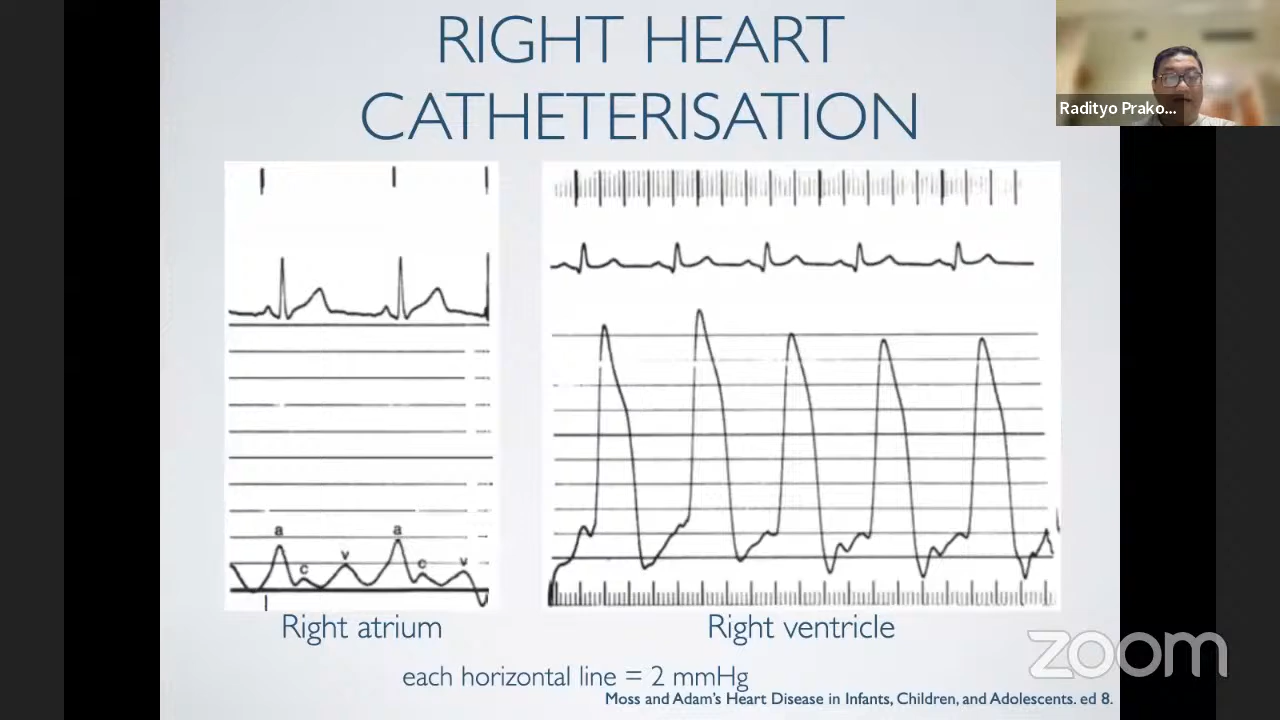 RIGHT HEART
CATHETERISATION
Radityo Prako...
a
a
c
v
c
v
Right atrium
Right ventricle
each horizontal line = 2 mmHg
Moss and Adam's Heart Disease in Infants, Children, and Adolescents. ed 8.
zoom